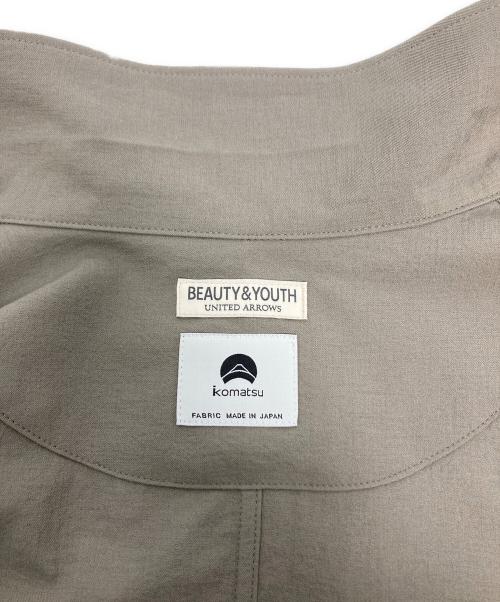 BEAUTY&YOUTH
UNITED ARROWS
komatsu
FABRIC MADE IN JAPAN